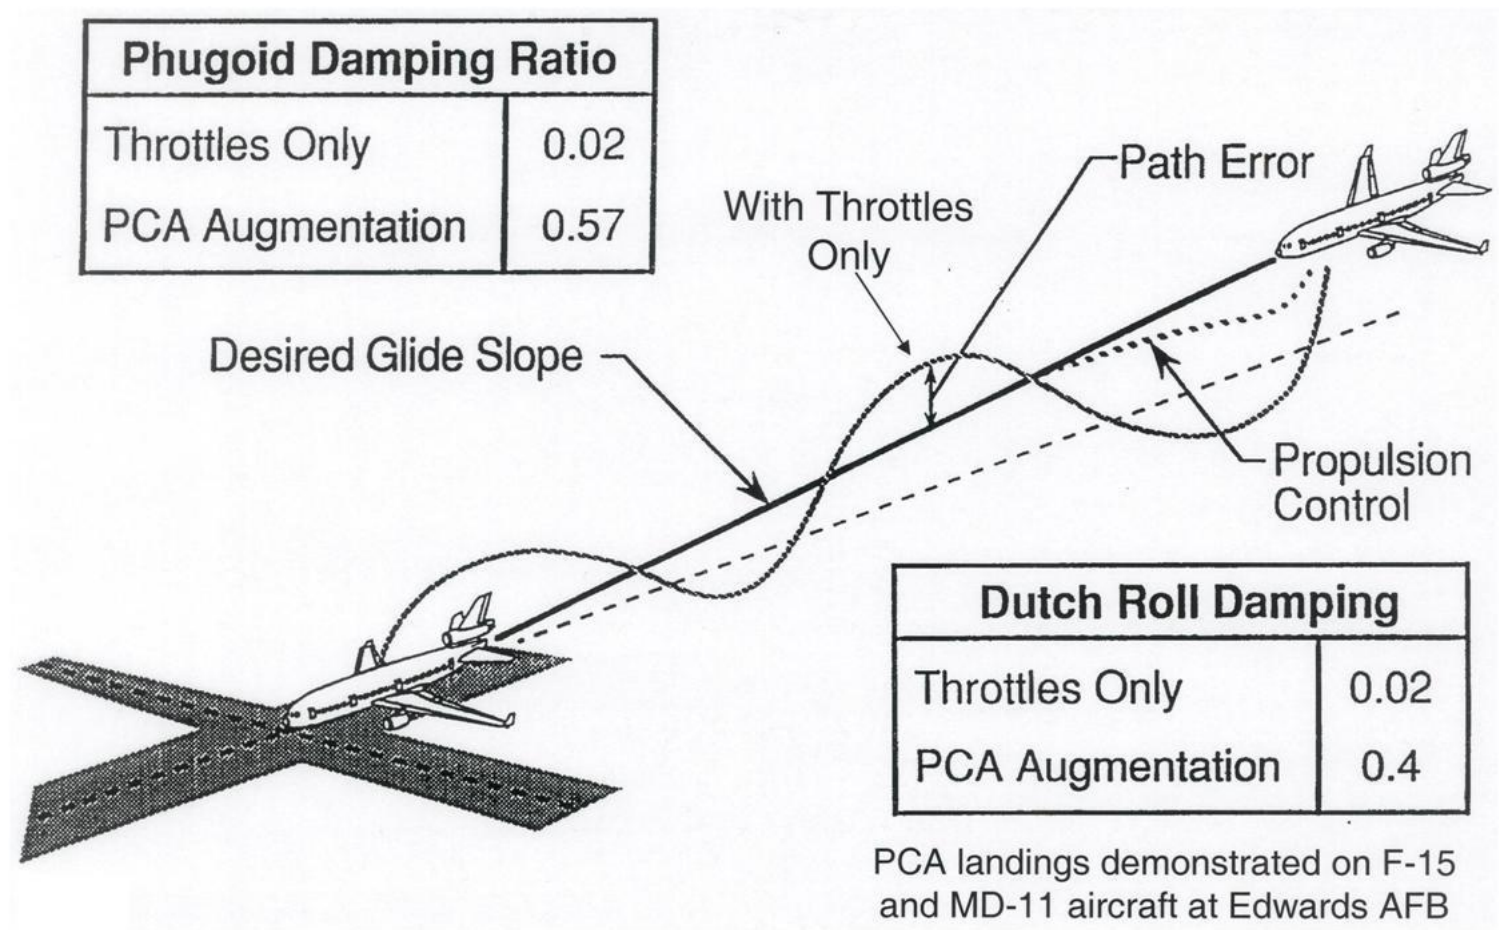 Phugoid Damping Ratio
Throttles Only 0.02
PCA Augmentation 0.57
With Throttles
Only
Path Error
Desired Glide Slope
Propulsion
Control
Dutch Roll Damping
Throttles Only 0.02
PCA Augmentation 0.4
PCA landings demonstrated on F-15
and MD-11 aircraft at Edwards AFB